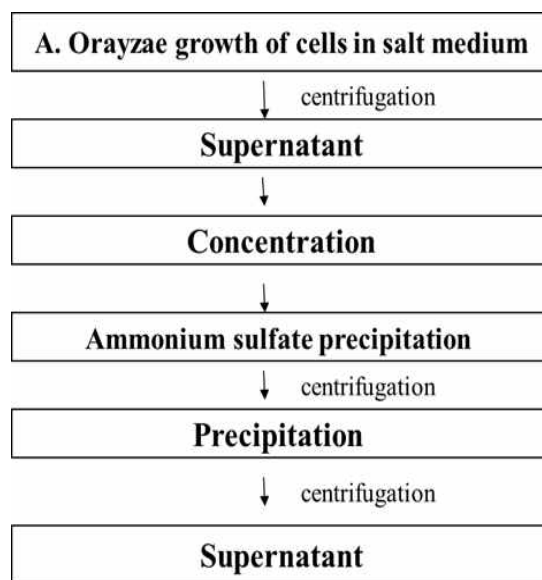 A. Orayzae growth of cells in salt medium
centrifugation
Supernatant
Concentration
Ammonium sulfate precipitation
centrifugation
Precipitation
centrifugation
Supernatant